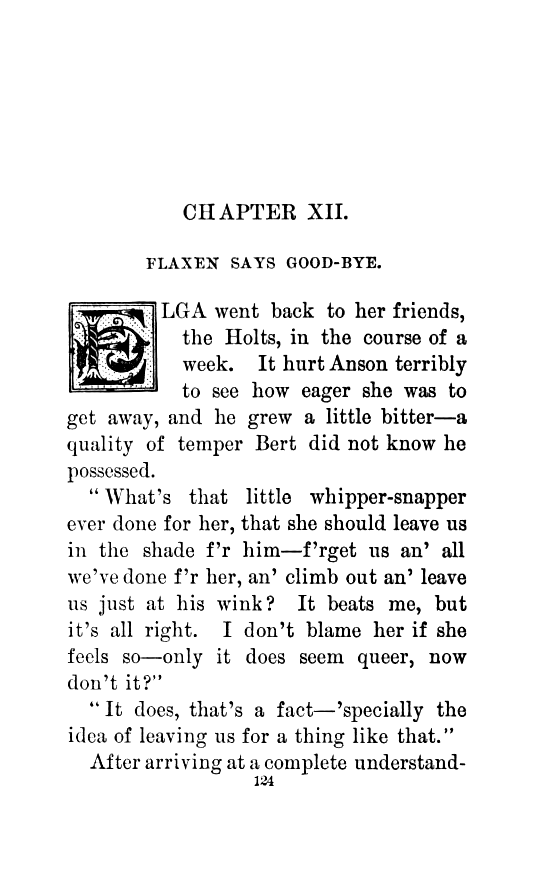 CHAPTER XII.
FLAXEN SAYS GOOD-BYE.
ELGA went back to her friends,
the Holts, in the course of a
week. It hurt Anson terribly
to see how eager she was to
get away, and he grew a little bitter—a
quality of temper Bert did not know he
possessed.
“What’s that little whipper-snapper
ever done for her, that she should leave us
in the shade f’r him—f’rget us an’ all
we’ve done f’r her, an’ climb out an’ leave
us just at his wink? It beats me, but
it’s all right. I don’t blame her if she
feels so—only it does seem queer, now
don’t it?”
“It does, that’s a fact—’specially the
idea of leaving us for a thing like that.”
After arriving at a complete understand-
124